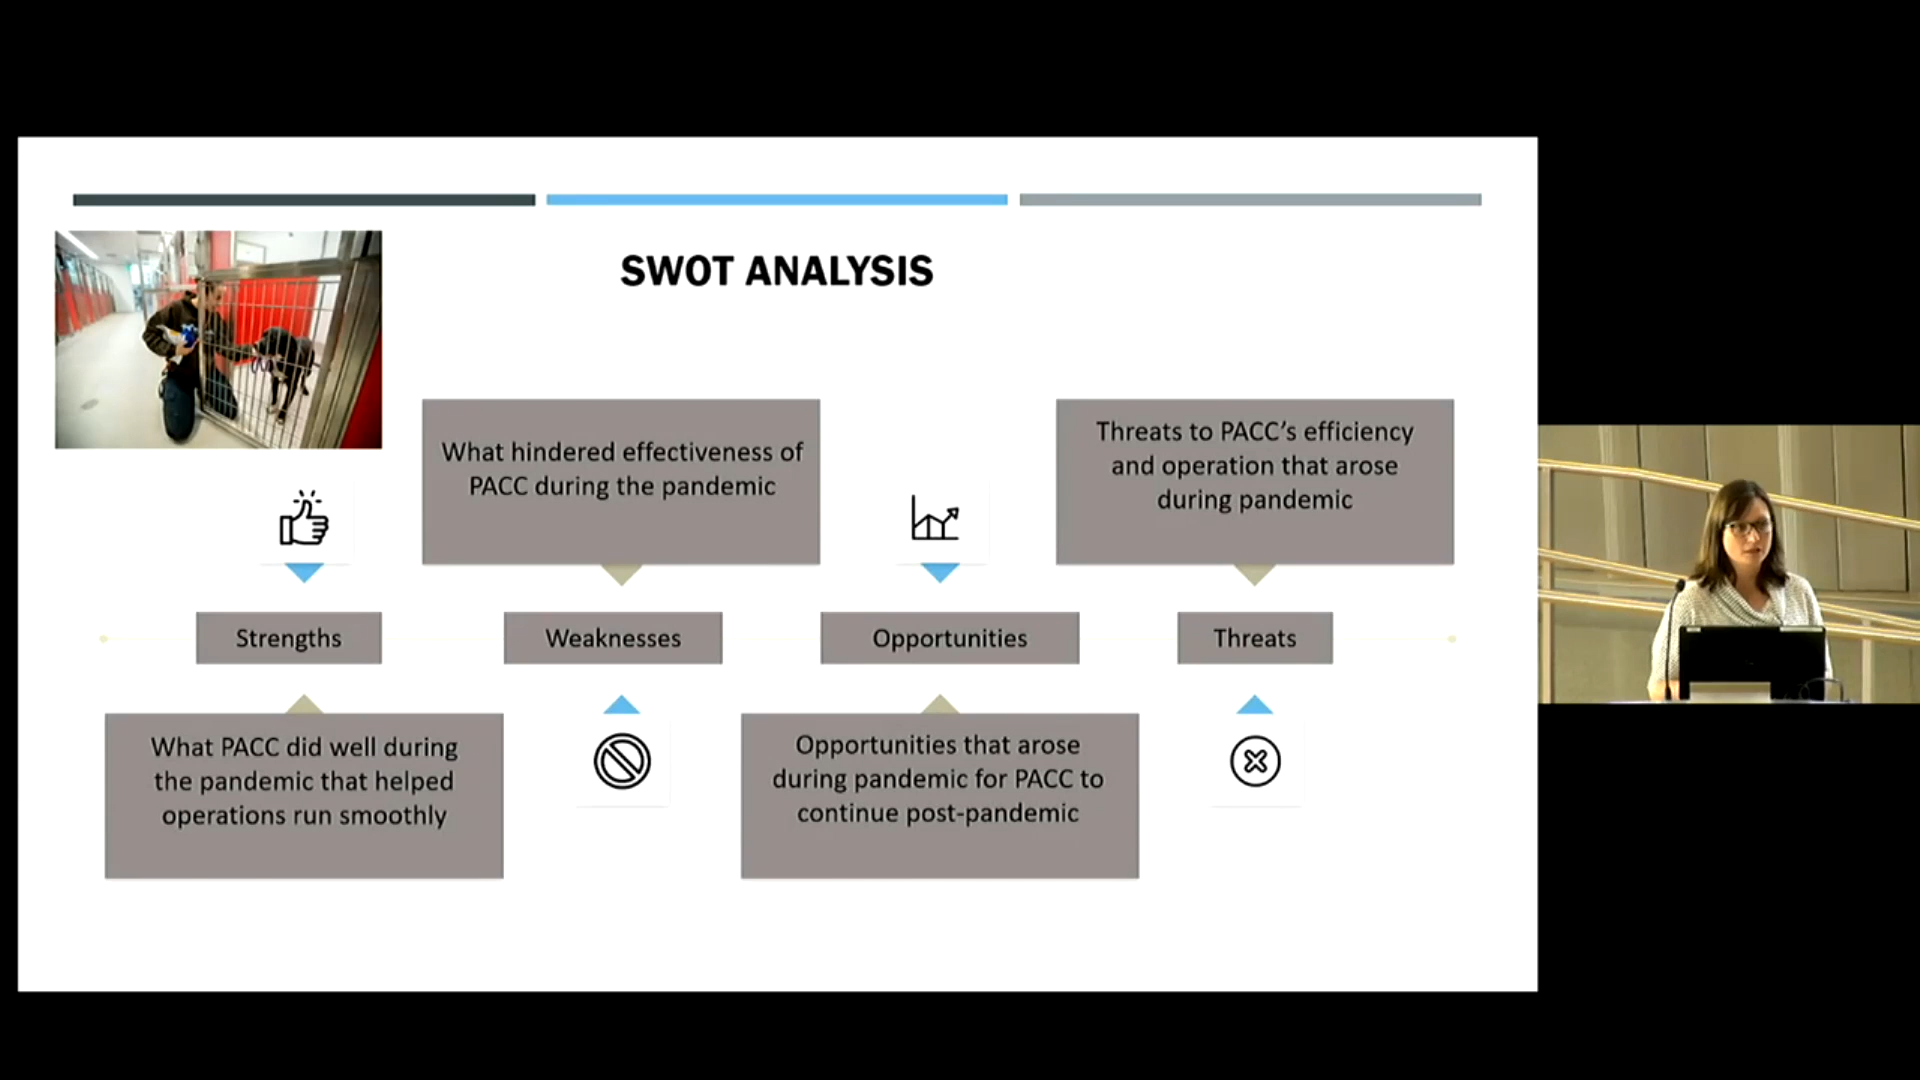 SWOT ANALYSIS
What hindered effectiveness of
PACC during the pandemic
Threats to PACC's efficiency
and operation that arose
during pandemic
Strengths
Weaknesses
Opportunities
Threats
What PACC did well during
the pandemic that helped
operations run smoothly
Opportunities that arose
during pandemic for PACC to
continue post-pandemic